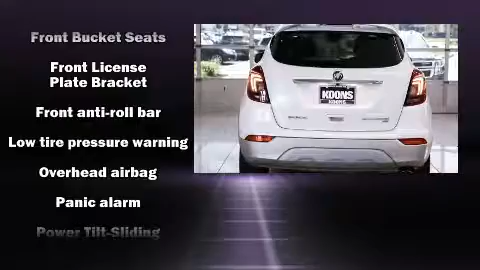 Front Bucket Seats
Front License
Plate Bracket
Front anti-roll bar
Low tire pressure warning
Overhead airbag
Panic alarm
Power Tilt-Sliding
KOONS